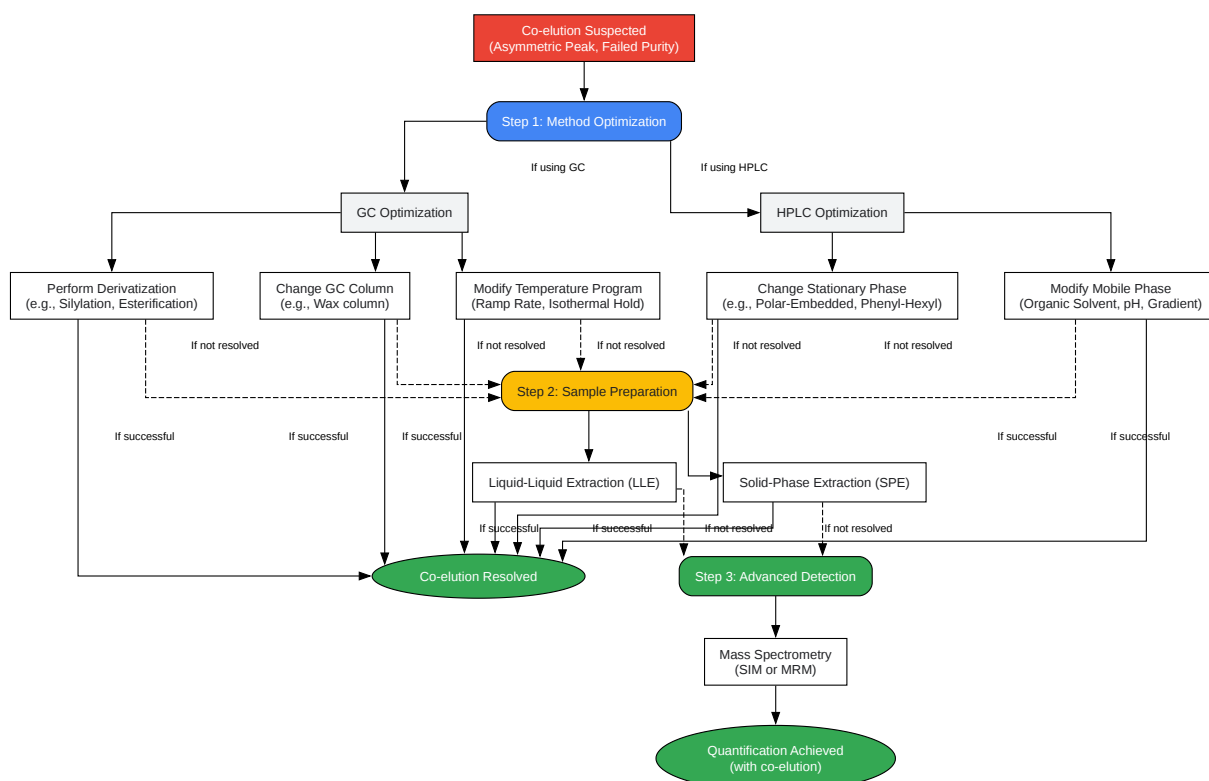 Co-elution Suspected
(Asymmetric Peak, Failed Purity)
Step 1: Method Optimization
If using GC
If using HPLC
GC Optimization
HPLC Optimization
Perform Derivatization
(e.g., Silylation, Esterification)
Change GC Column
(e.g., Wax column)
Modify Temperature Program
(Ramp Rate, Isothermal Hold)
Change Stationary Phase
(e.g., Polar-Embedded, Phenyl-Hexyl)
Modify Mobile Phase
(Organic Solvent, pH, Gradient)
If not resolved
If not resolved
If not resolved
If not resolved
If not resolved
Step 2: Sample Preparation
If successful
If successful
If successful
If successful
If successful
Liquid-Liquid Extraction (LLE)
Solid-Phase Extraction (SPE)
If successful
If successful
If not resolved
If not resolved
Co-elution Resolved
Step 3: Advanced Detection
Mass Spectrometry
(SIM or MRM)
Quantification Achieved
(with co-elution)